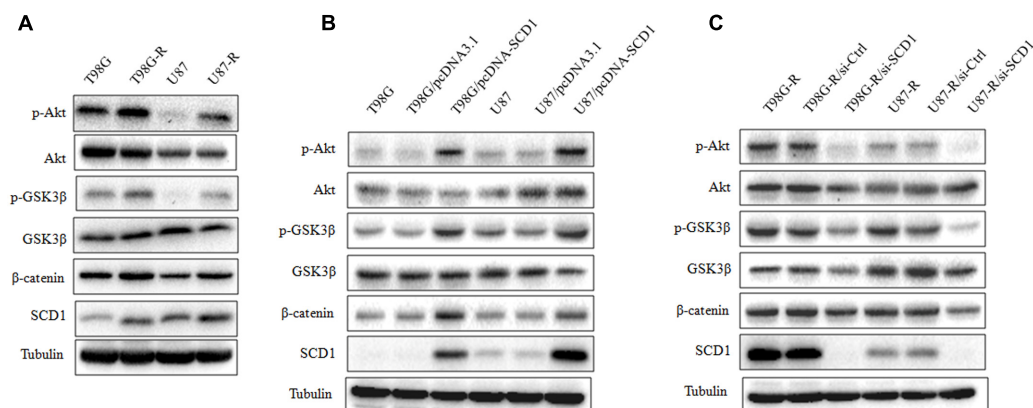 A
T98G
T98G-R
U87
U87-R
p-Akt
Akt
p-GSK3β
GSK3β
β-catenin
SCD1
Tubulin
B
T98G
T98G/pcDNA3.1
T98G/pcDNA-SCD1
U87
U87/pcDNA3.1
U87/pcDNA-SCD1
p-Akt
Akt
p-GSK3β
GSK3β
β-catenin
SCD1
Tubulin
C
T98G-R
T98G-R/si-Ctrl
T98G-R/si-SCD1
U87-R
U87-R/si-Ctrl
U87-R/si-SCD1
p-Akt
Akt
p-GSK3β
GSK3β
β-catenin
SCD1
Tubulin